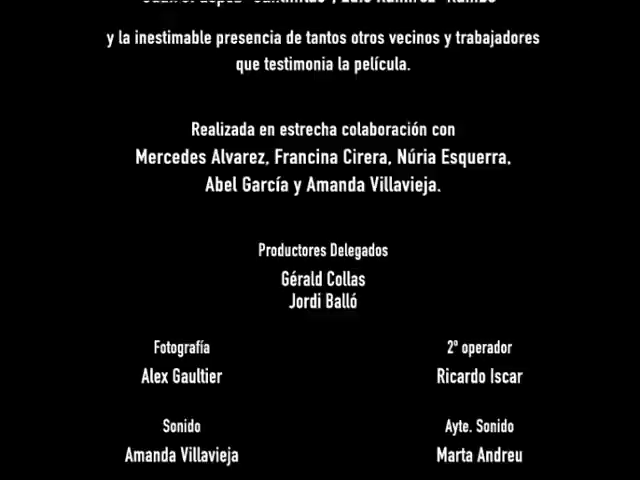 y la inestimable presencia de tantos otros vecinos y trabajadores
que testimonia la película.
Realizada en estrecha colaboración con
Mercedes Alvarez, Francina Cirera, Núria Esquerra,
Abel García y Amanda Villavieja.
Productores Delegados
Gérald Collas
Jordi Balló
Fotografía
Alex Gaultier
2º operador
Ricardo Iscar
Sonido
Amanda Villavieja
Ayte. Sonido
Marta Andreu